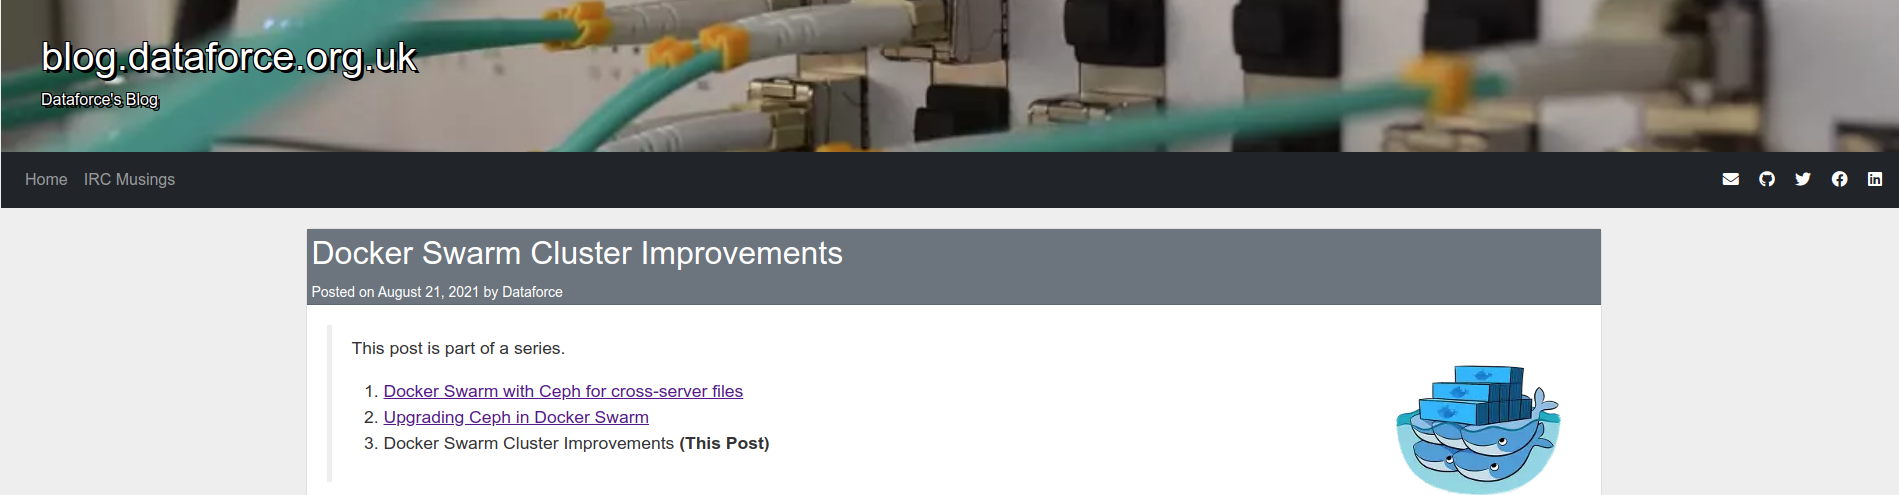 blog.dataforce.org.uk
Dataforce's Blog
Home IRC Musings
Docker Swarm Cluster Improvements
Posted on August 21, 2021 by Dataforce
This post is part of a series.
1. Docker Swarm with Ceph for cross-server files
2. Upgrading Ceph in Docker Swarm
3. Docker Swarm Cluster Improvements (This Post)